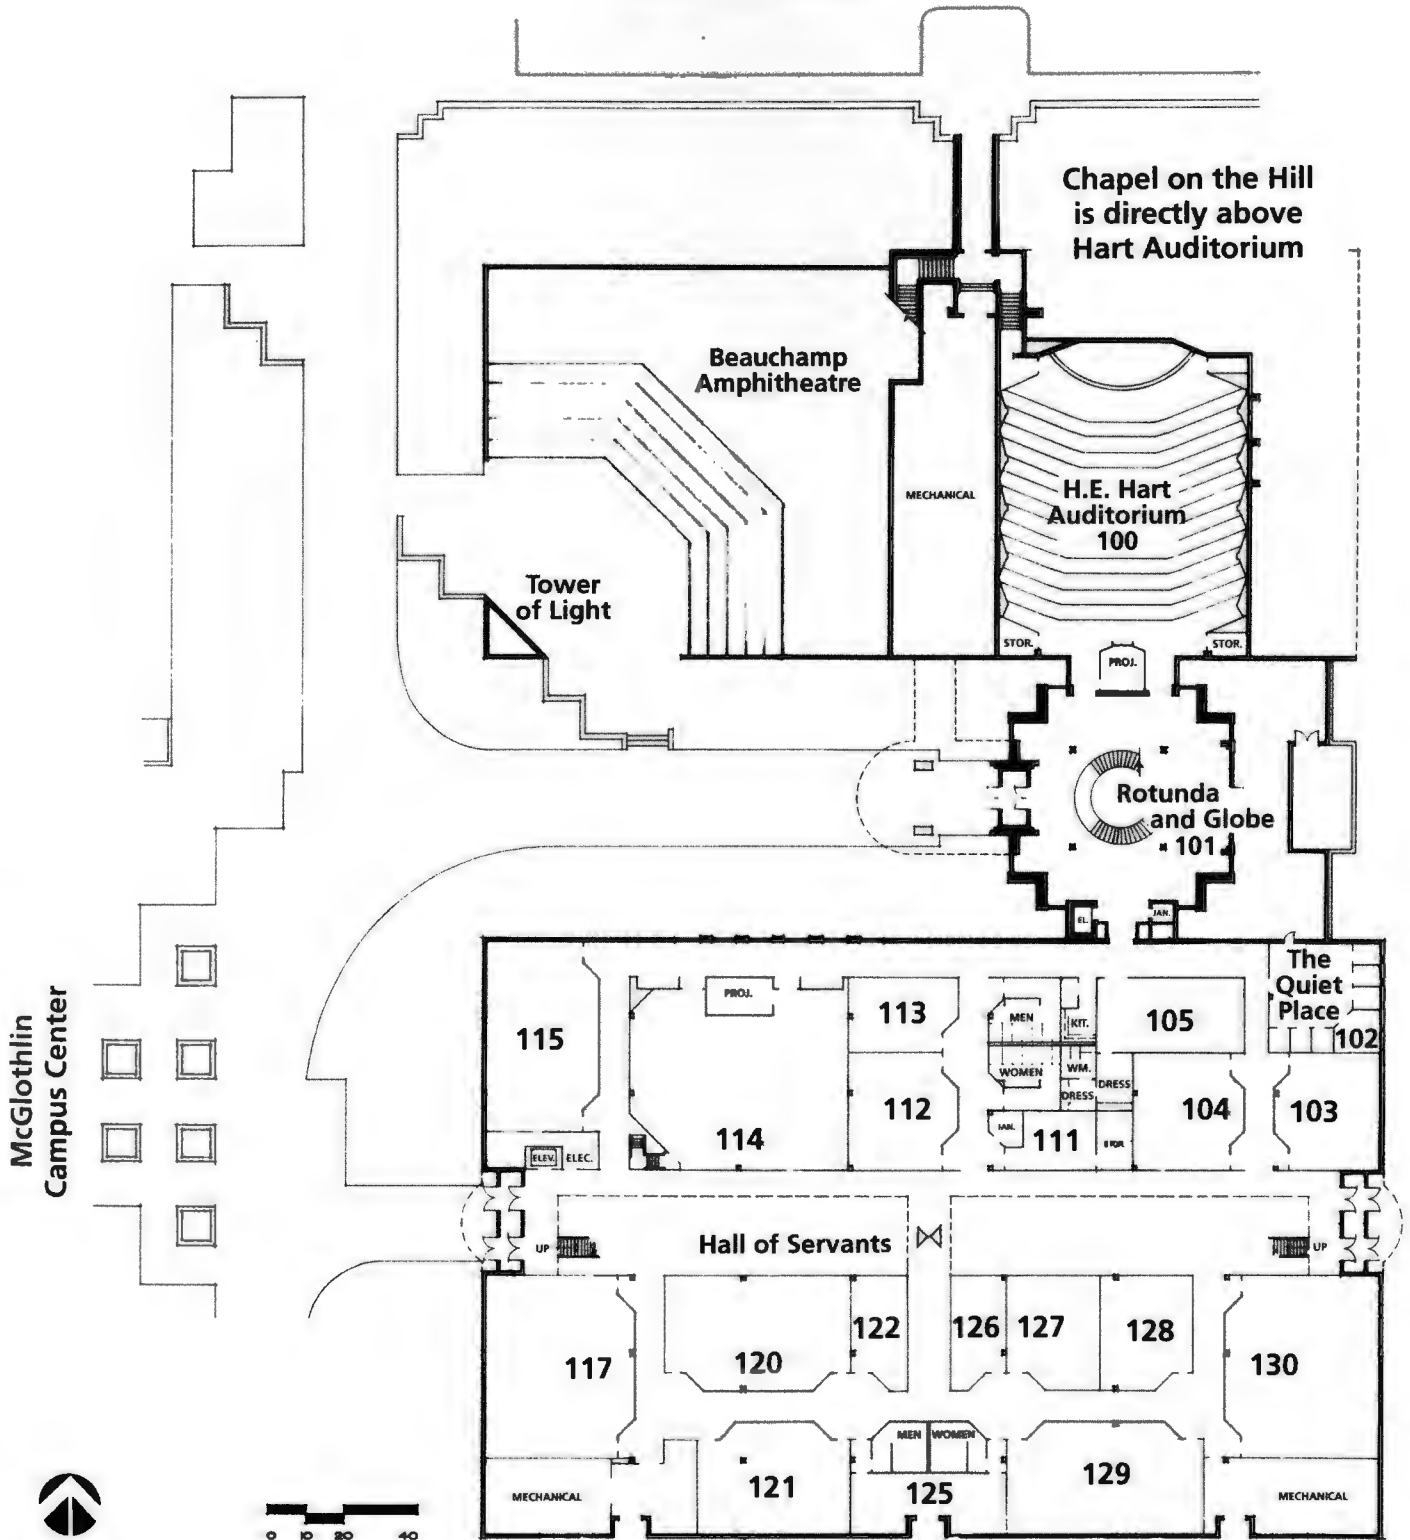 Chapel on the Hill
is directly above
Hart Auditorium
Beauchamp
Amphitheatre
MECHANICAL
H.E. Hart
Auditorium
100
Tower
of Light
STOR.
STOR.
PROJ.
Rotunda
and Globe
101
EL.
JAN.
The
Quiet
Place
102
McGlothlin
Campus Center
115
PROJ.
113
MEN
KIT.
105
WOMEN
WM.
DRESS
DRESS
112
104
103
114
JAN.
111
STOR.
ELEV.
ELEC.
UP
Hall of Servants
UP
117
120
122
126
127
128
130
MEN
WOMEN
121
125
129
MECHANICAL
MECHANICAL
0 10 20 40